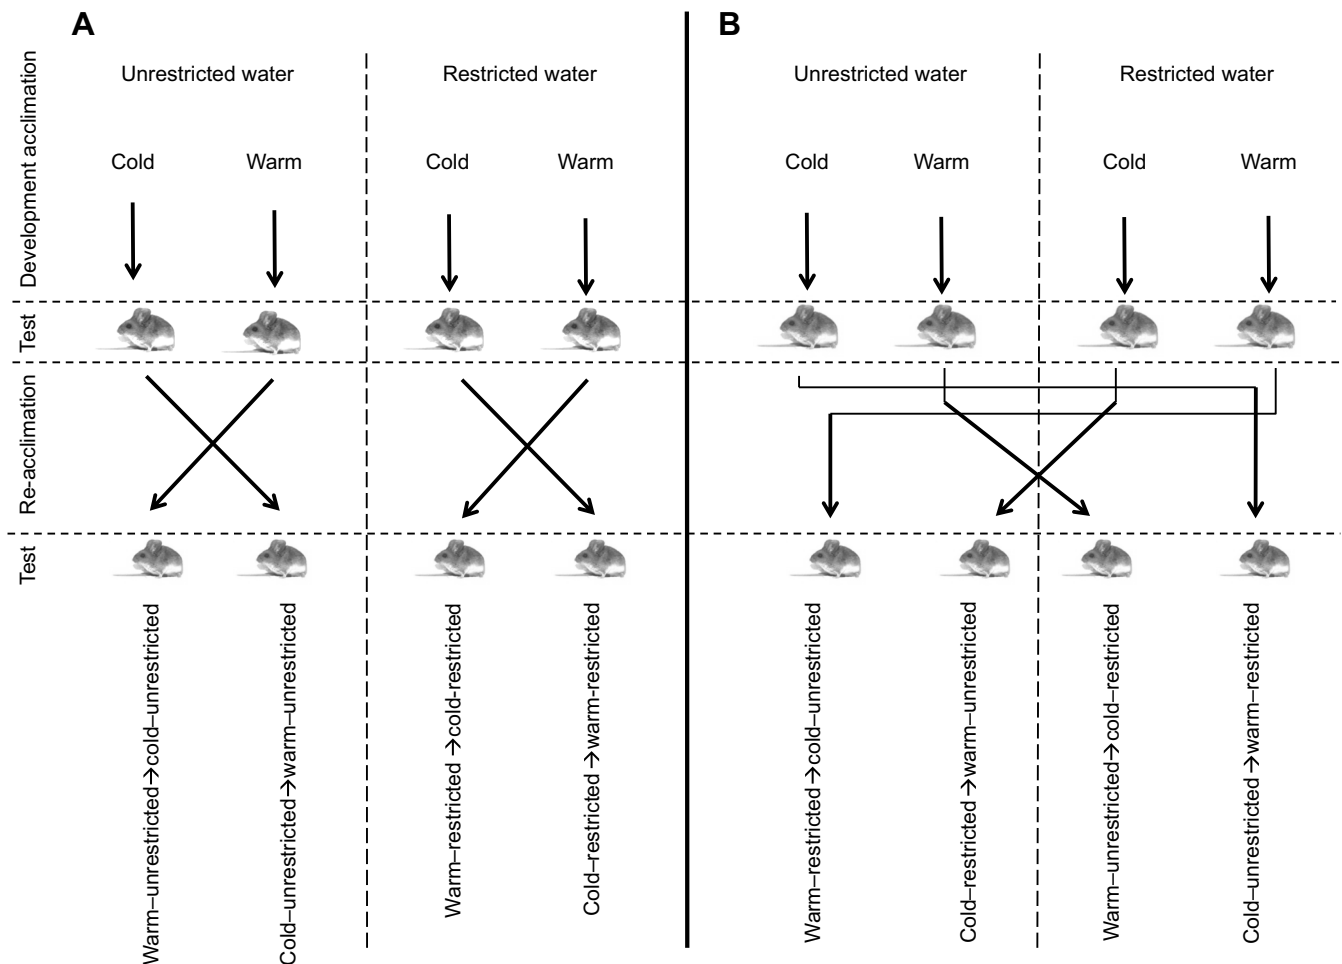 A
B
Unrestricted water
Restricted water
Unrestricted water
Restricted water
Development acclimation
Cold
Warm
Cold
Warm
Cold
Warm
Cold
Warm
Test
Re-acclimation
Test
Warm–unrestricted→cold–unrestricted
Cold–unrestricted→warm–unrestricted
Warm–restricted →cold-restricted
Cold–restricted →warm-restricted
Warm–restricted→cold–unrestricted
Cold–restricted →warm–unrestricted
Warm–unrestricted→cold–restricted
Cold–unrestricted →warm–restricted